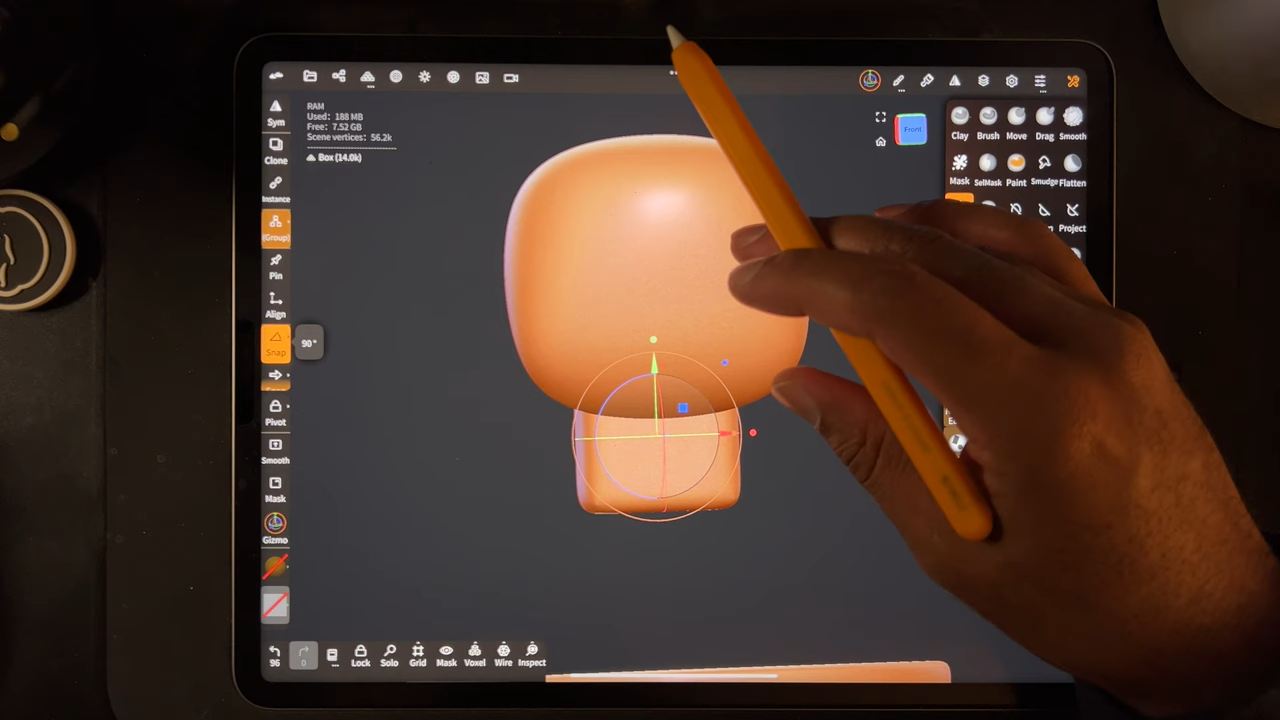 RAM
Used: 188 MB
Free: 7.52 GB
Scene vertices: 56.2k
Box (14.0k)
Sym
Clone
Instance
(Group)
Pin
Align
Snap
90°
Pivot
Smooth
Mask
Gizmo
96
0
Lock
Solo
Grid
Mask
Voxel
Wire
Inspect
Front
Clay Brush Move Drag Smooth
Mask SelMask Paint Smudge Flatten
Project